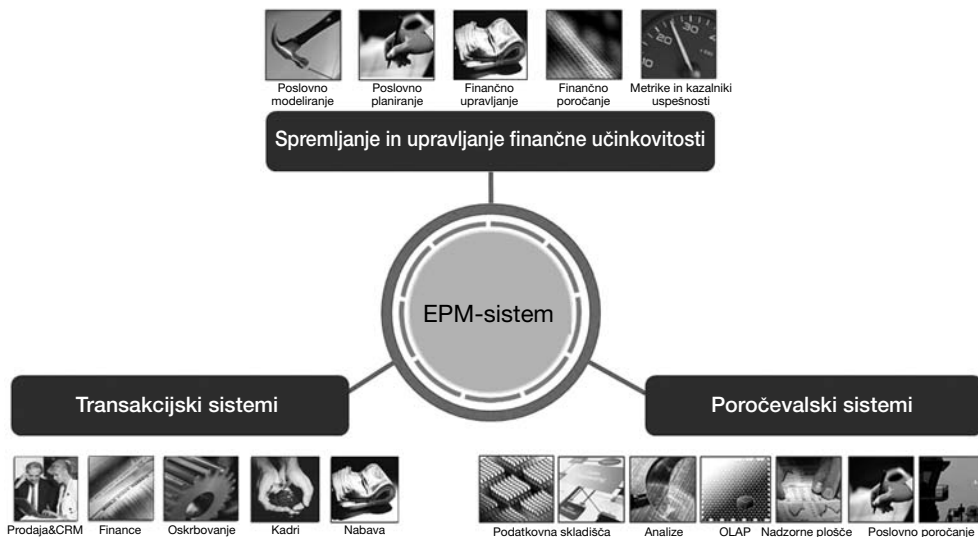 Poslovno modeliranje
Poslovno planiranje
Finančno upravljanje
Finančno poročanje
Metrike in kazalniki uspešnosti
Spremljanje in upravljanje finančne učinkovitosti
EPM-sistem
Transakcijski sistemi
Poročevalski sistemi
Prodaja&CRM
Finance
Oskrbovanje
Kadri
Nabava
Podatkovna skladišča
Analize
OLAP
Nadzorne plošče
Poslovno poročanje